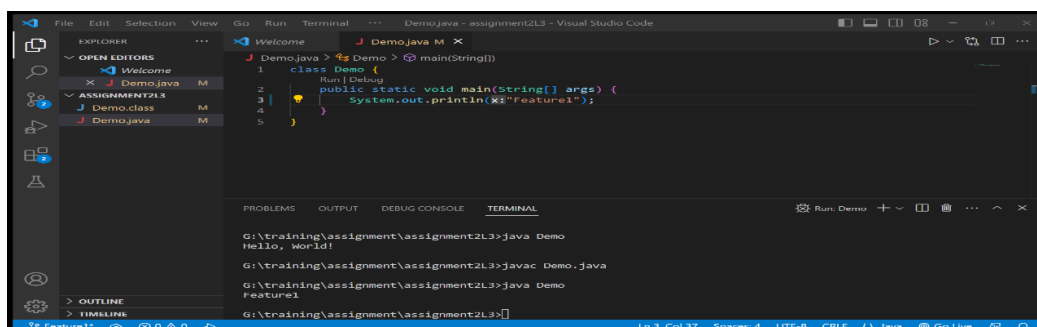 File Edit Selection View Go Run Terminal ··· Demo.java - assignment2L3 - Visual Studio Code
EXPLORER ···
Welcome
J Demo.java M ×
OPEN EDITORS
Welcome
× J Demo.java M
ASSIGNMENT2L3
J Demo.class M
J Demo.java M
J Demo.java > Demo > main(String[])
1 class Demo {
Run | Debug
2 public static void main(String[] args) {
3 System.out.println(x:"Feature1");
4 }
5 }
PROBLEMS OUTPUT DEBUG CONSOLE TERMINAL
Run: Demo
G:\training\assignment\assignment2L3>java Demo
Hello, World!
G:\training\assignment\assignment2L3>javac Demo.java
G:\training\assignment\assignment2L3>java Demo
Feature1
G:\training\assignment\assignment2L3>
> OUTLINE
> TIMELINE
Feature1* 0 0 Ln 3, Col 37 Spaces: 4 UTF-8 CRLF {} Java Go Live